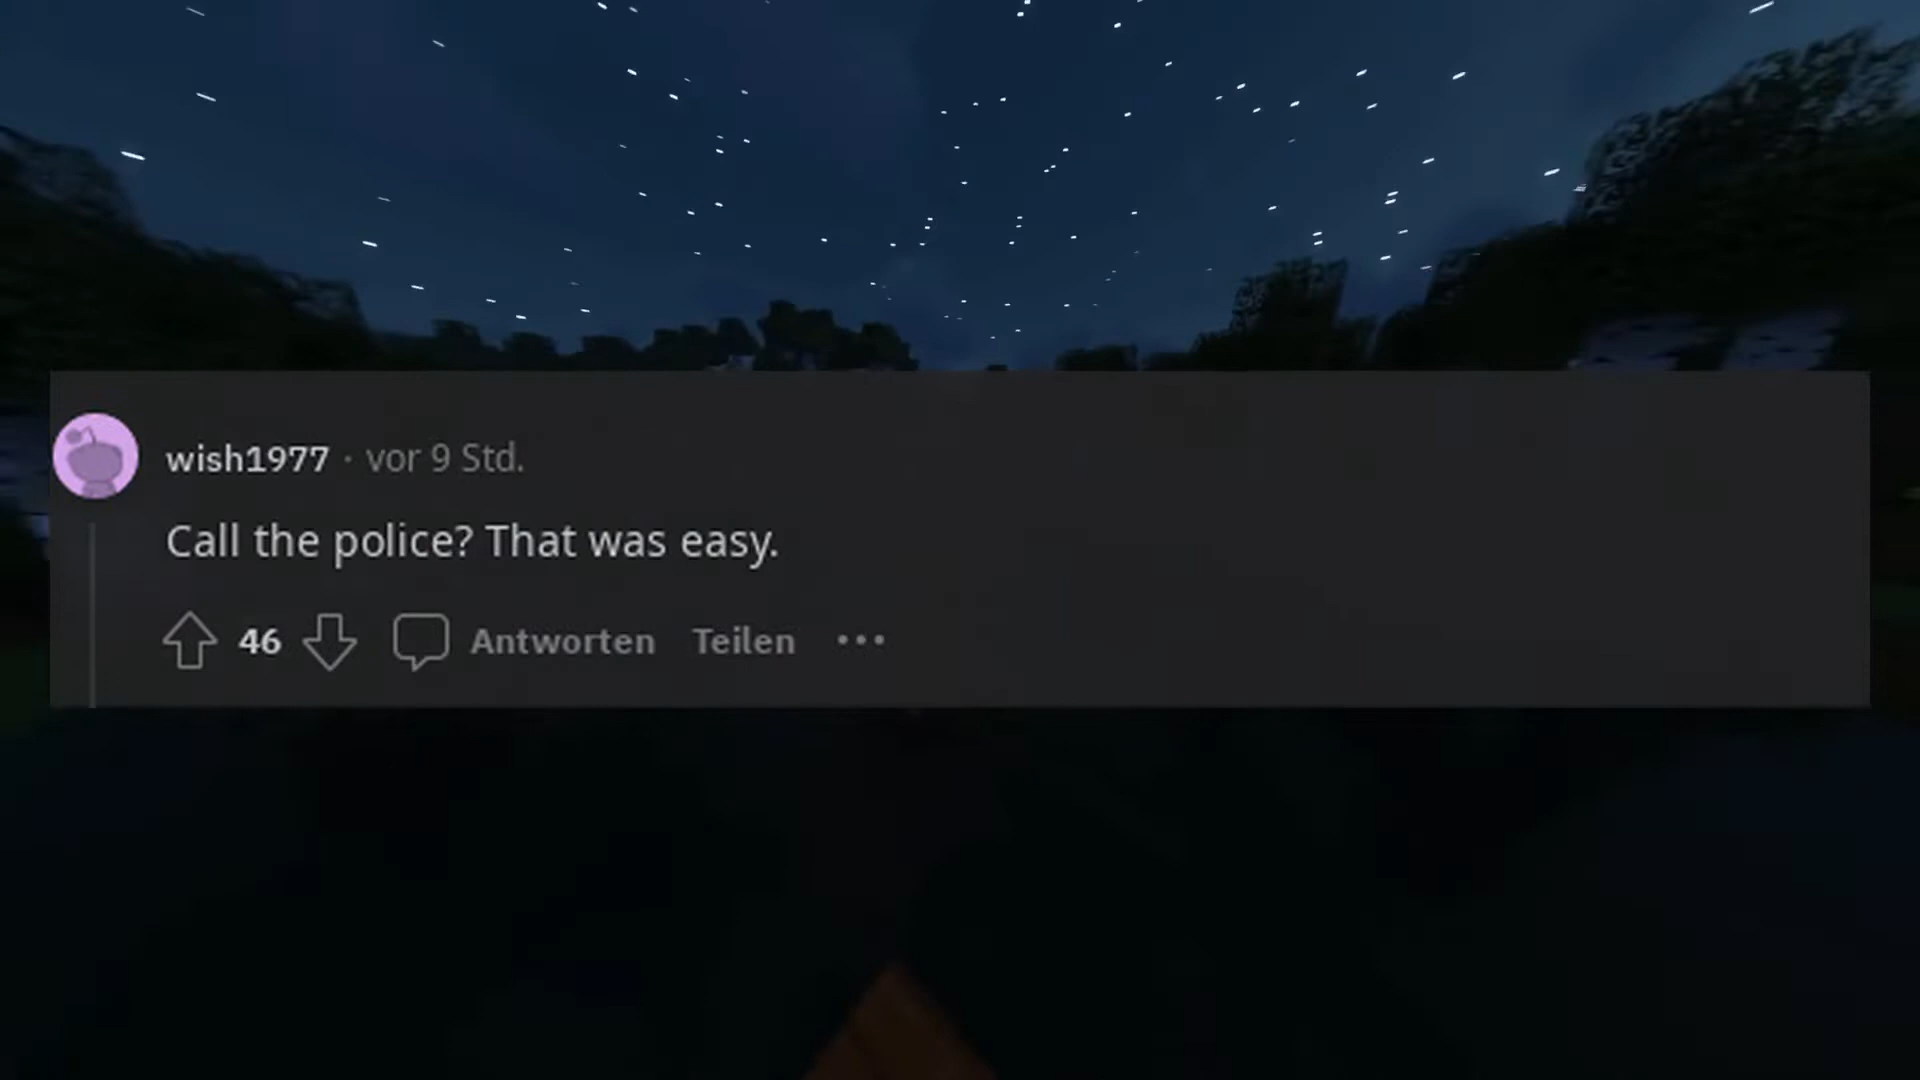 wish1977 · vor 9 Std.
Call the police? That was easy.
46 Antworten Teilen ···